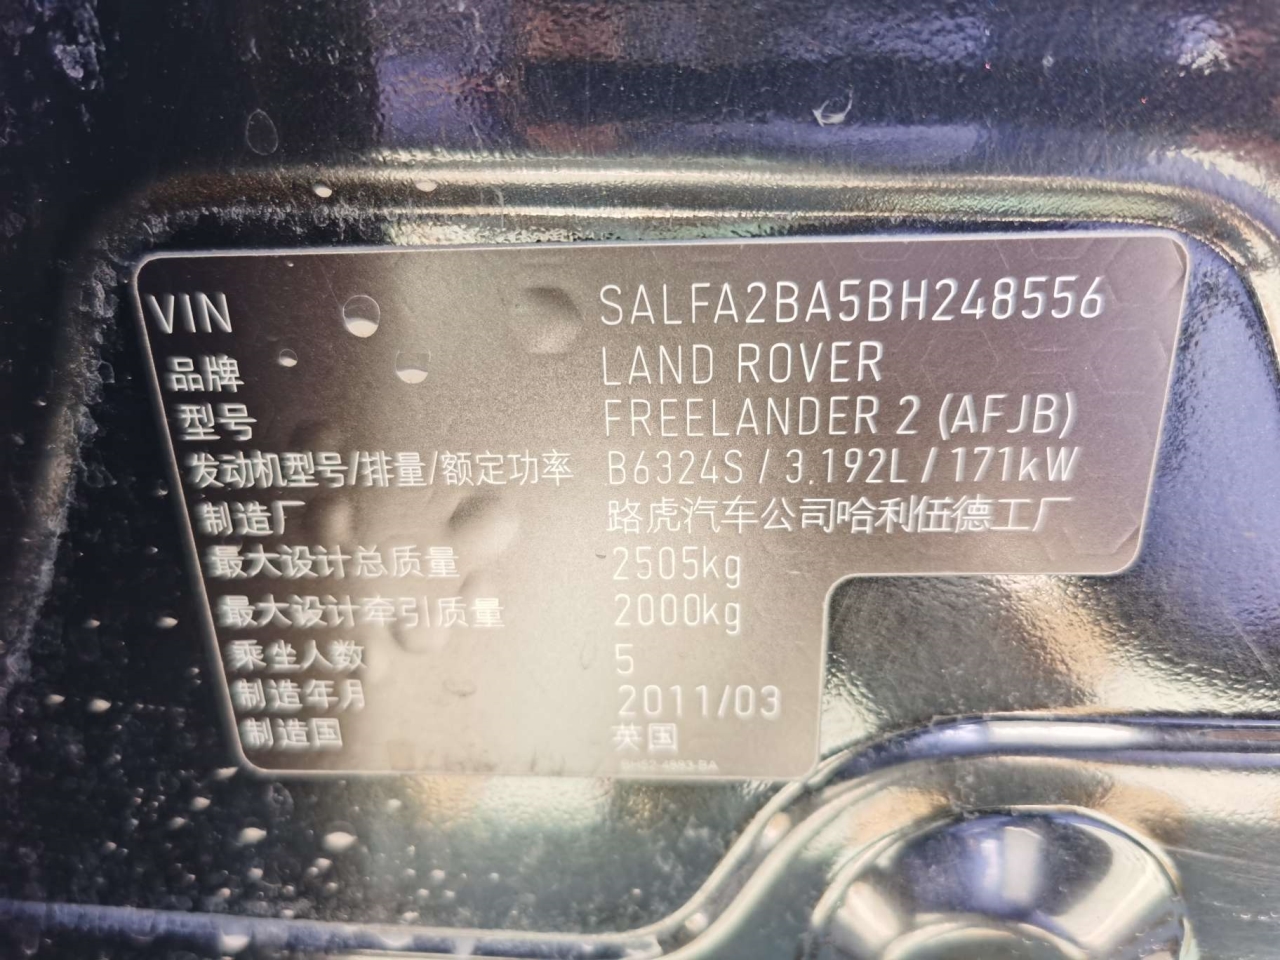 VIN SALFA2BA5BH248556
品牌 LAND ROVER
型号 FREELANDER 2 (AFJB)
发动机型号/排量/额定功率 B6324S / 3.192L / 171kW
制造厂 路虎汽车公司哈利伍德工厂
最大设计总质量 2505kg
最大设计牵引质量 2000kg
乘坐人数 5
制造年月 2011/03
制造国 英国